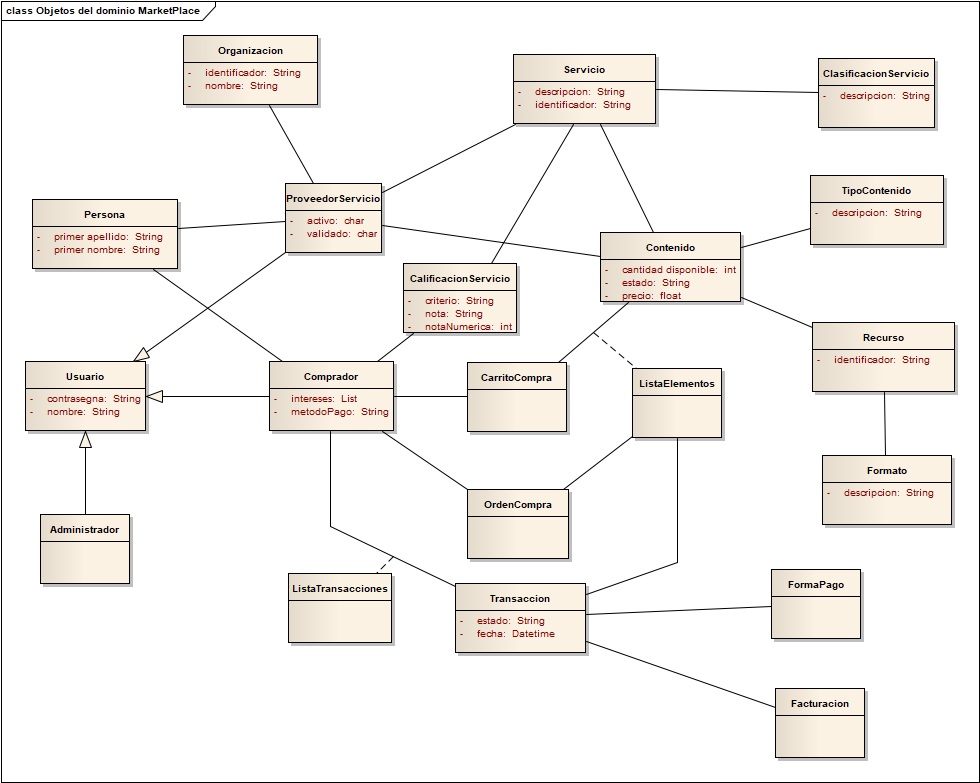 class Objetos del dominio MarketPlace
Organizacion
- identificador: String
- nombre: String
Servicio
- descripcion: String
- identificador: String
ClasificacionServicio
- descripcion: String
ProveedorServicio
- activo: char
- validado: char
TipoContenido
- descripcion: String
Persona
- primer apellido: String
- primer nombre: String
Contenido
- cantidad disponible: int
- estado: String
- precio: float
CalificacionServicio
- criterio: String
- nota: String
- notaNumerica: int
Recurso
- identificador: String
Usuario
- contrasegna: String
- nombre: String
Comprador
- intereses: List
- metodoPago: String
CarritoCompra
ListaElementos
Formato
- descripcion: String
OrdenCompra
Administrador
ListaTransacciones
Transaccion
- estado: String
- fecha: Datetime
FormaPago
Facturacion